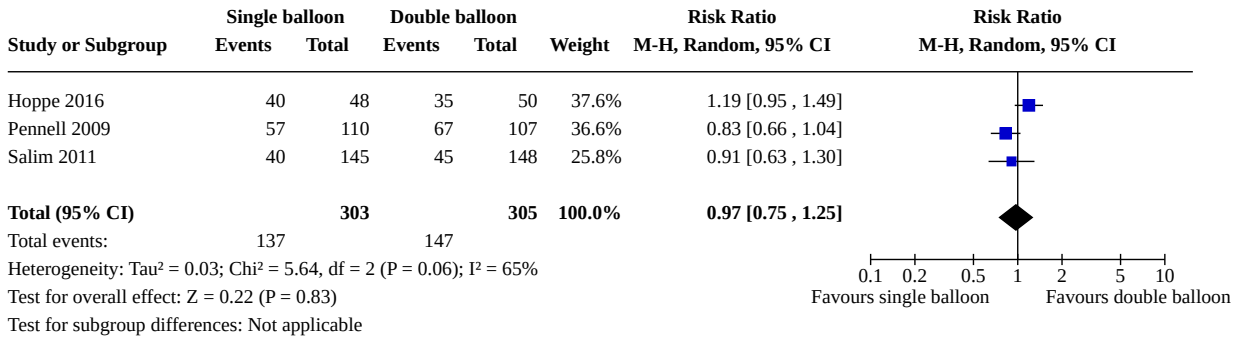 Single balloon Double balloon Risk Ratio Risk Ratio
Study or Subgroup Events Total Events Total Weight M-H, Random, 95% CI M-H, Random, 95% CI
Hoppe 2016 40 48 35 50 37.6% 1.19 [0.95 , 1.49]
Pennell 2009 57 110 67 107 36.6% 0.83 [0.66 , 1.04]
Salim 2011 40 145 45 148 25.8% 0.91 [0.63 , 1.30]
Total (95% CI) 303 305 100.0% 0.97 [0.75 , 1.25]
Total events: 137 147
Heterogeneity: Tau² = 0.03; Chi² = 5.64, df = 2 (P = 0.06); I² = 65%
0.1 0.2 0.5 1 2 5 10
Test for overall effect: Z = 0.22 (P = 0.83)
Favours single balloon Favours double balloon
Test for subgroup differences: Not applicable